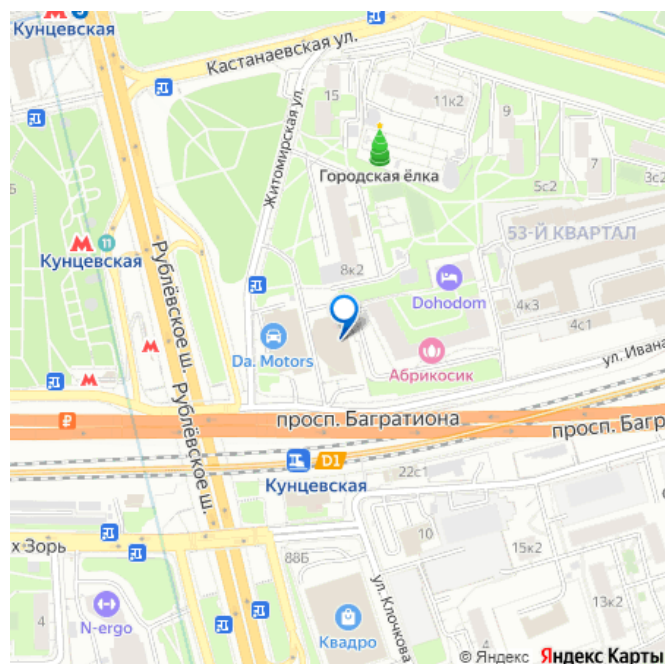 Кунцевская
Кастанаевская ул.
15
11к2
9
Житомирская ул.
7
Городская ёлка
5с2
3с2
11
Кунцевская
53-Й КВАРТАЛ
8к2
Dohodom
4к3
4с1
Рублёвское ш.
Da. Motors
Абрикосик
ул. Ивана
Рублёвское ш.
просп. Багратиона
просп. Багр
D1
Кунцевская
22с1
х Зорь
88Б
10
15к2
ул. Клочкова
13к2
N-ergo
Квадро
© Яндекс Яндекс Карты